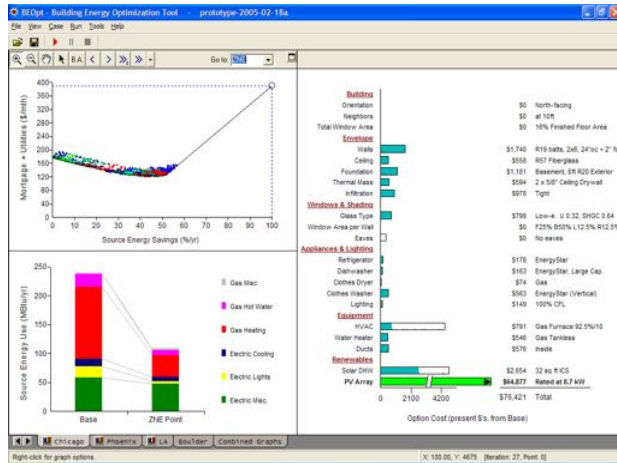 BEOpt - Building Energy Optimization Tool - prototype-2005-02-18a
File View Case Run Tools Help
B.A. Go to: ZNE
Mortgage + Utilities ($/mth)
400
360
320
280
240
200
160
120
80
40
0
0 10 20 30 40 50 60 70 80 90 100
Source Energy Savings (%/yr)
Source Energy Use (MBtu/yr)
250
200
150
100
50
0
Base ZNE Point
Gas Misc.
Gas Hot Water
Gas Heating
Electric Cooling
Electric Lights
Electric Misc.
Building
Orientation $0 North-facing
Neighbors $0 at 10ft
Total Window Area $0 16% Finished Floor Area
Envelope
Walls $1,740 R19 batts, 2x6, 24"oc + 2" f
Ceiling $558 R57 Fiberglass
Foundation $1,181 Basement, 8ft R20 Exterior
Thermal Mass $594 2 x 5/8" Ceiling Drywall
Infiltration $976 Tight
Windows & Shading
Glass Type $799 Low-e. U 0.32, SHGC 0.64
Window Area per Wall $0 F25% B50% L12.5% R12.5%
Eaves $0 No eaves
Appliances & Lighting
Refrigerator $176 EnergyStar
Dishwasher $163 EnergyStar, Large Cap.
Clothes Dryer $74 Gas
Clothes Washer $563 EnergyStar (Vertical)
Lighting $149 100% CFL
Equipment
HVAC $791 Gas Furnace 92.5%/10
Water Heater $546 Gas Tankless
Ducts $576 Inside
Renewables
Solar DHW $2,654 32 sq ft ICS
PV Array $64,877 Rated at 8.7 kW
0 2100 4200 $76,421 Total
Option Cost (present $'s, from Base)
Chicago Phoenix LA Boulder Combined Graphs
Right-click for graph options. X: 100.00, Y: 4675 [Iteration: 27, Point: 0]